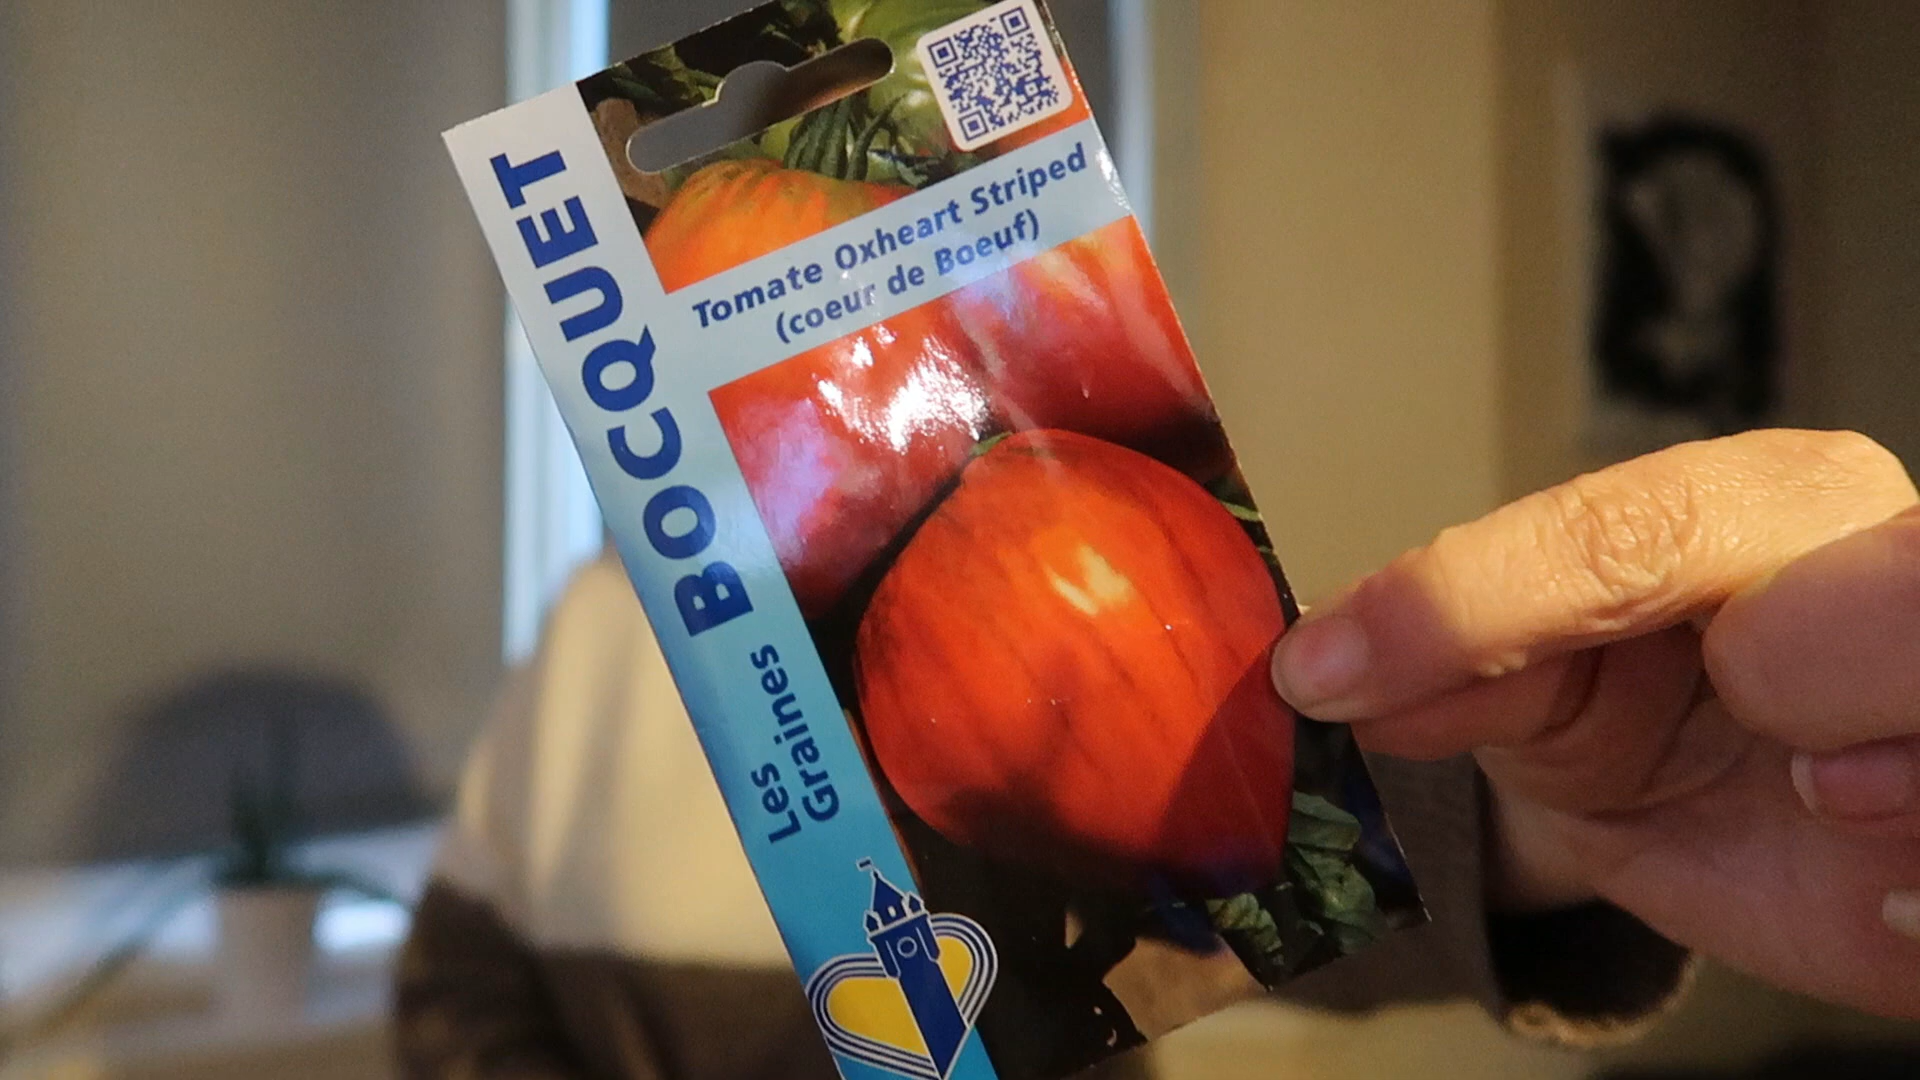 Tomate Oxheart Striped
(coeur de Boeuf)
Les
Graines
BOCQUET